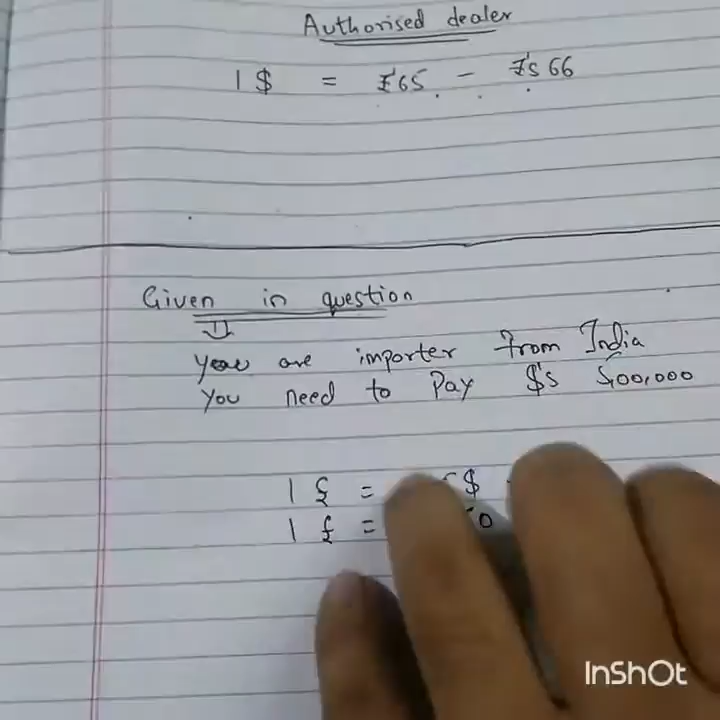 Authorised dealer
1 $ = ₹65 - ₹'s 66
Given in question
you are importer from India
You need to Pay $'s 5,00,000
1 £ = $
1 £ =
InShOt